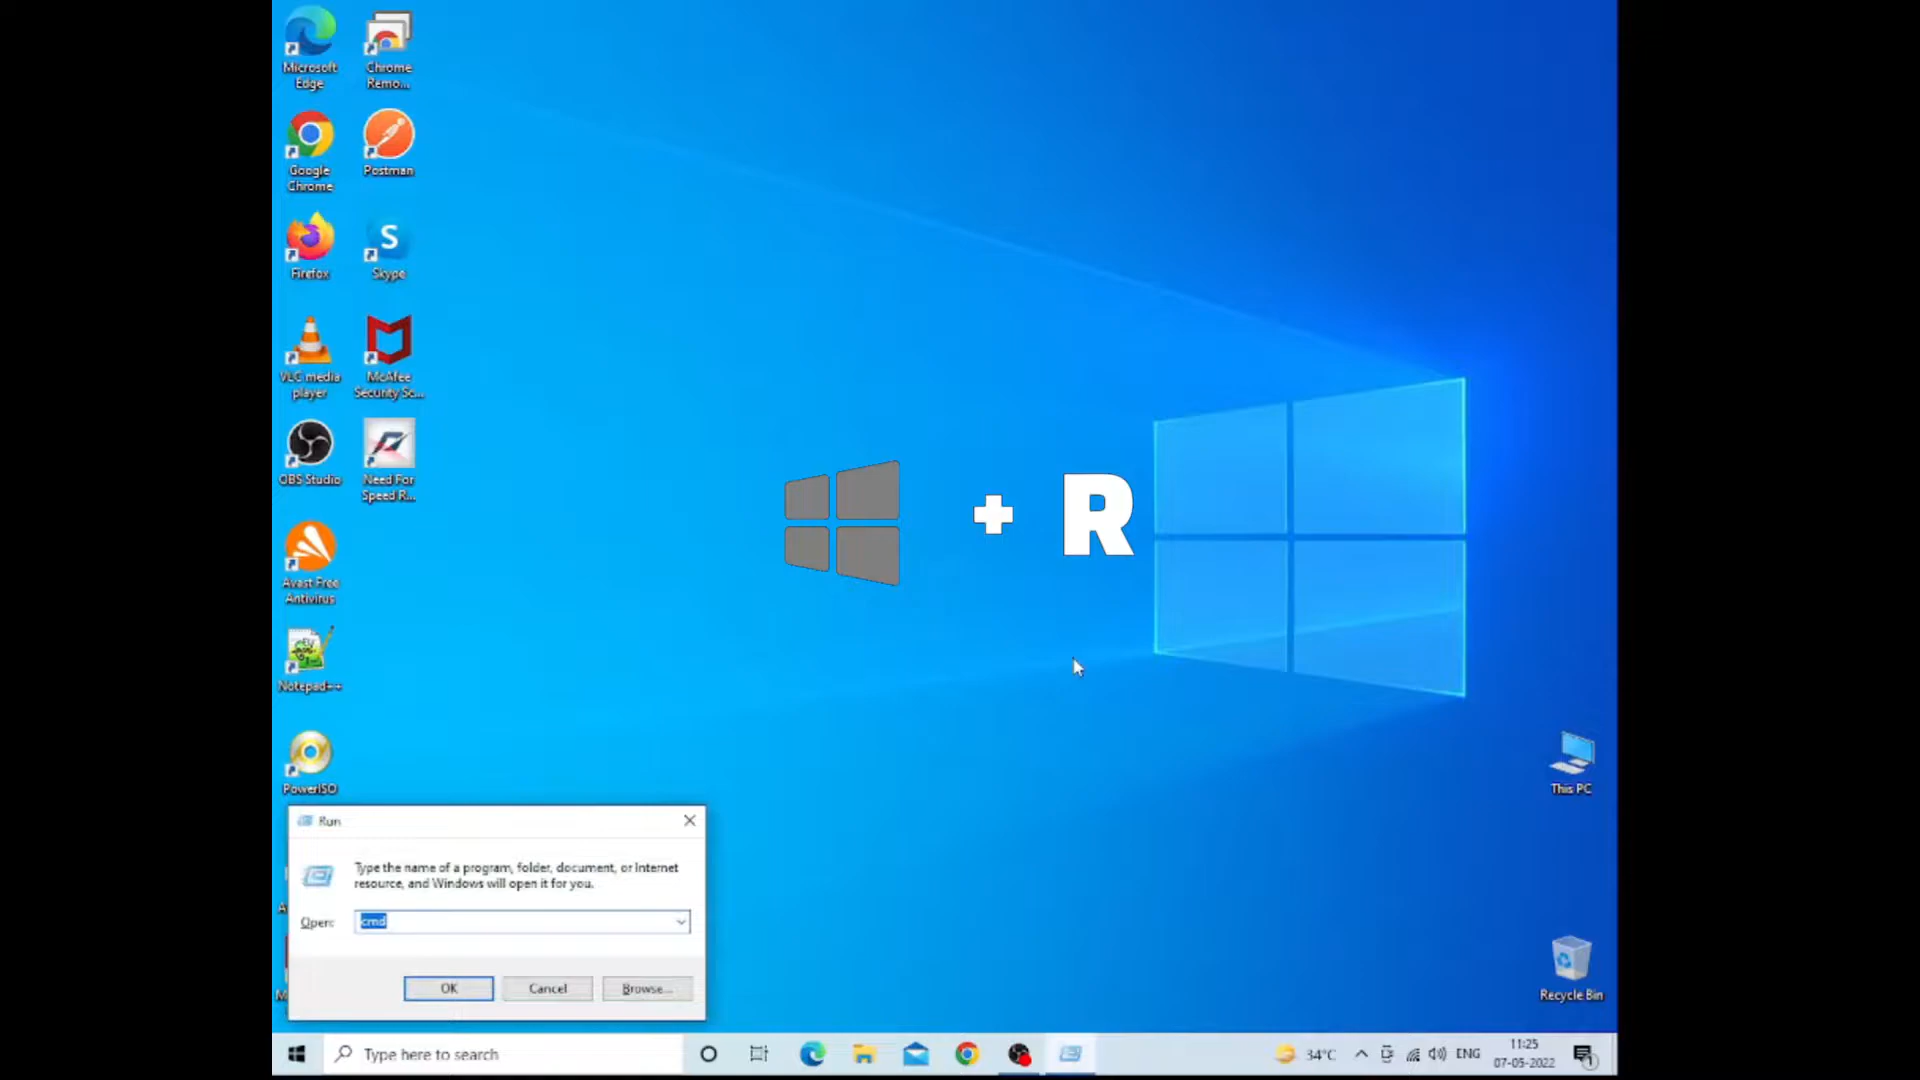 Microsoft
Edge
Chrome
Remo...
Google
Chrome
Postman
Firefox
S
Skype
VLC media
player
McAfee
Security Sc...
OBS Studio
Need For
Speed R...
Avast Free
Antivirus
Notepad++
PowerISO
+ R
This PC
Recycle Bin
Run
Type the name of a program, folder, document, or Internet
resource, and Windows will open it for you.
Open:
cmd
OK
Cancel
Browse...
Type here to search
34°C
ENG
11:25
07-05-2022
1